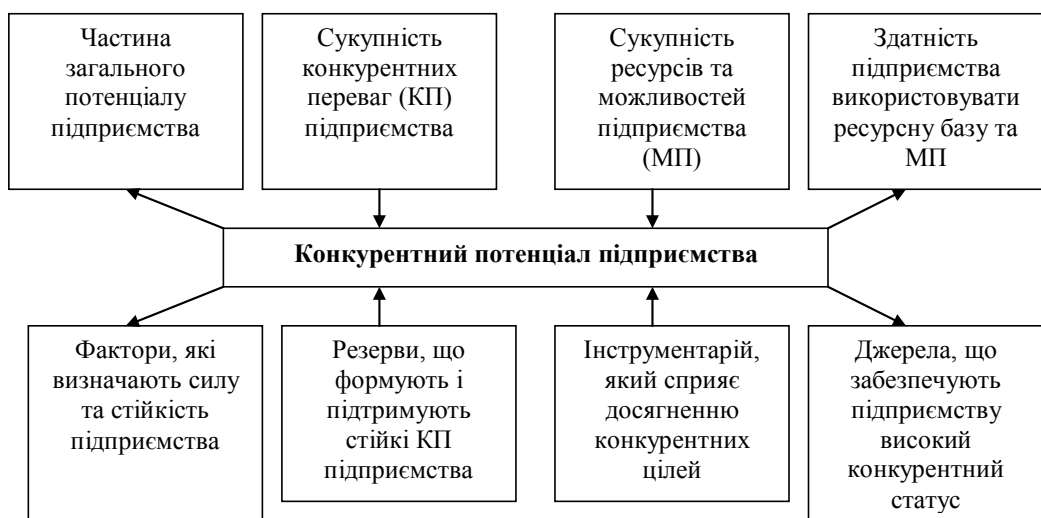 Частина
загального
потенціалу
підприємства
Сукупність
конкурентних
переваг (КП)
підприємства
Сукупність
ресурсів та
можливостей
підприємства
(МП)
Здатність
підприємства
використовувати
ресурсну базу та
МП
Конкурентний потенціал підприємства
Фактори, які
визначають силу
та стійкість
підприємства
Резерви, що
формують і
підтримують
стійкі КП
підприємства
Інструментарій,
який сприяє
досягненню
конкурентних
цілей
Джерела, що
забезпечують
підприємству
високий
конкурентний
статус